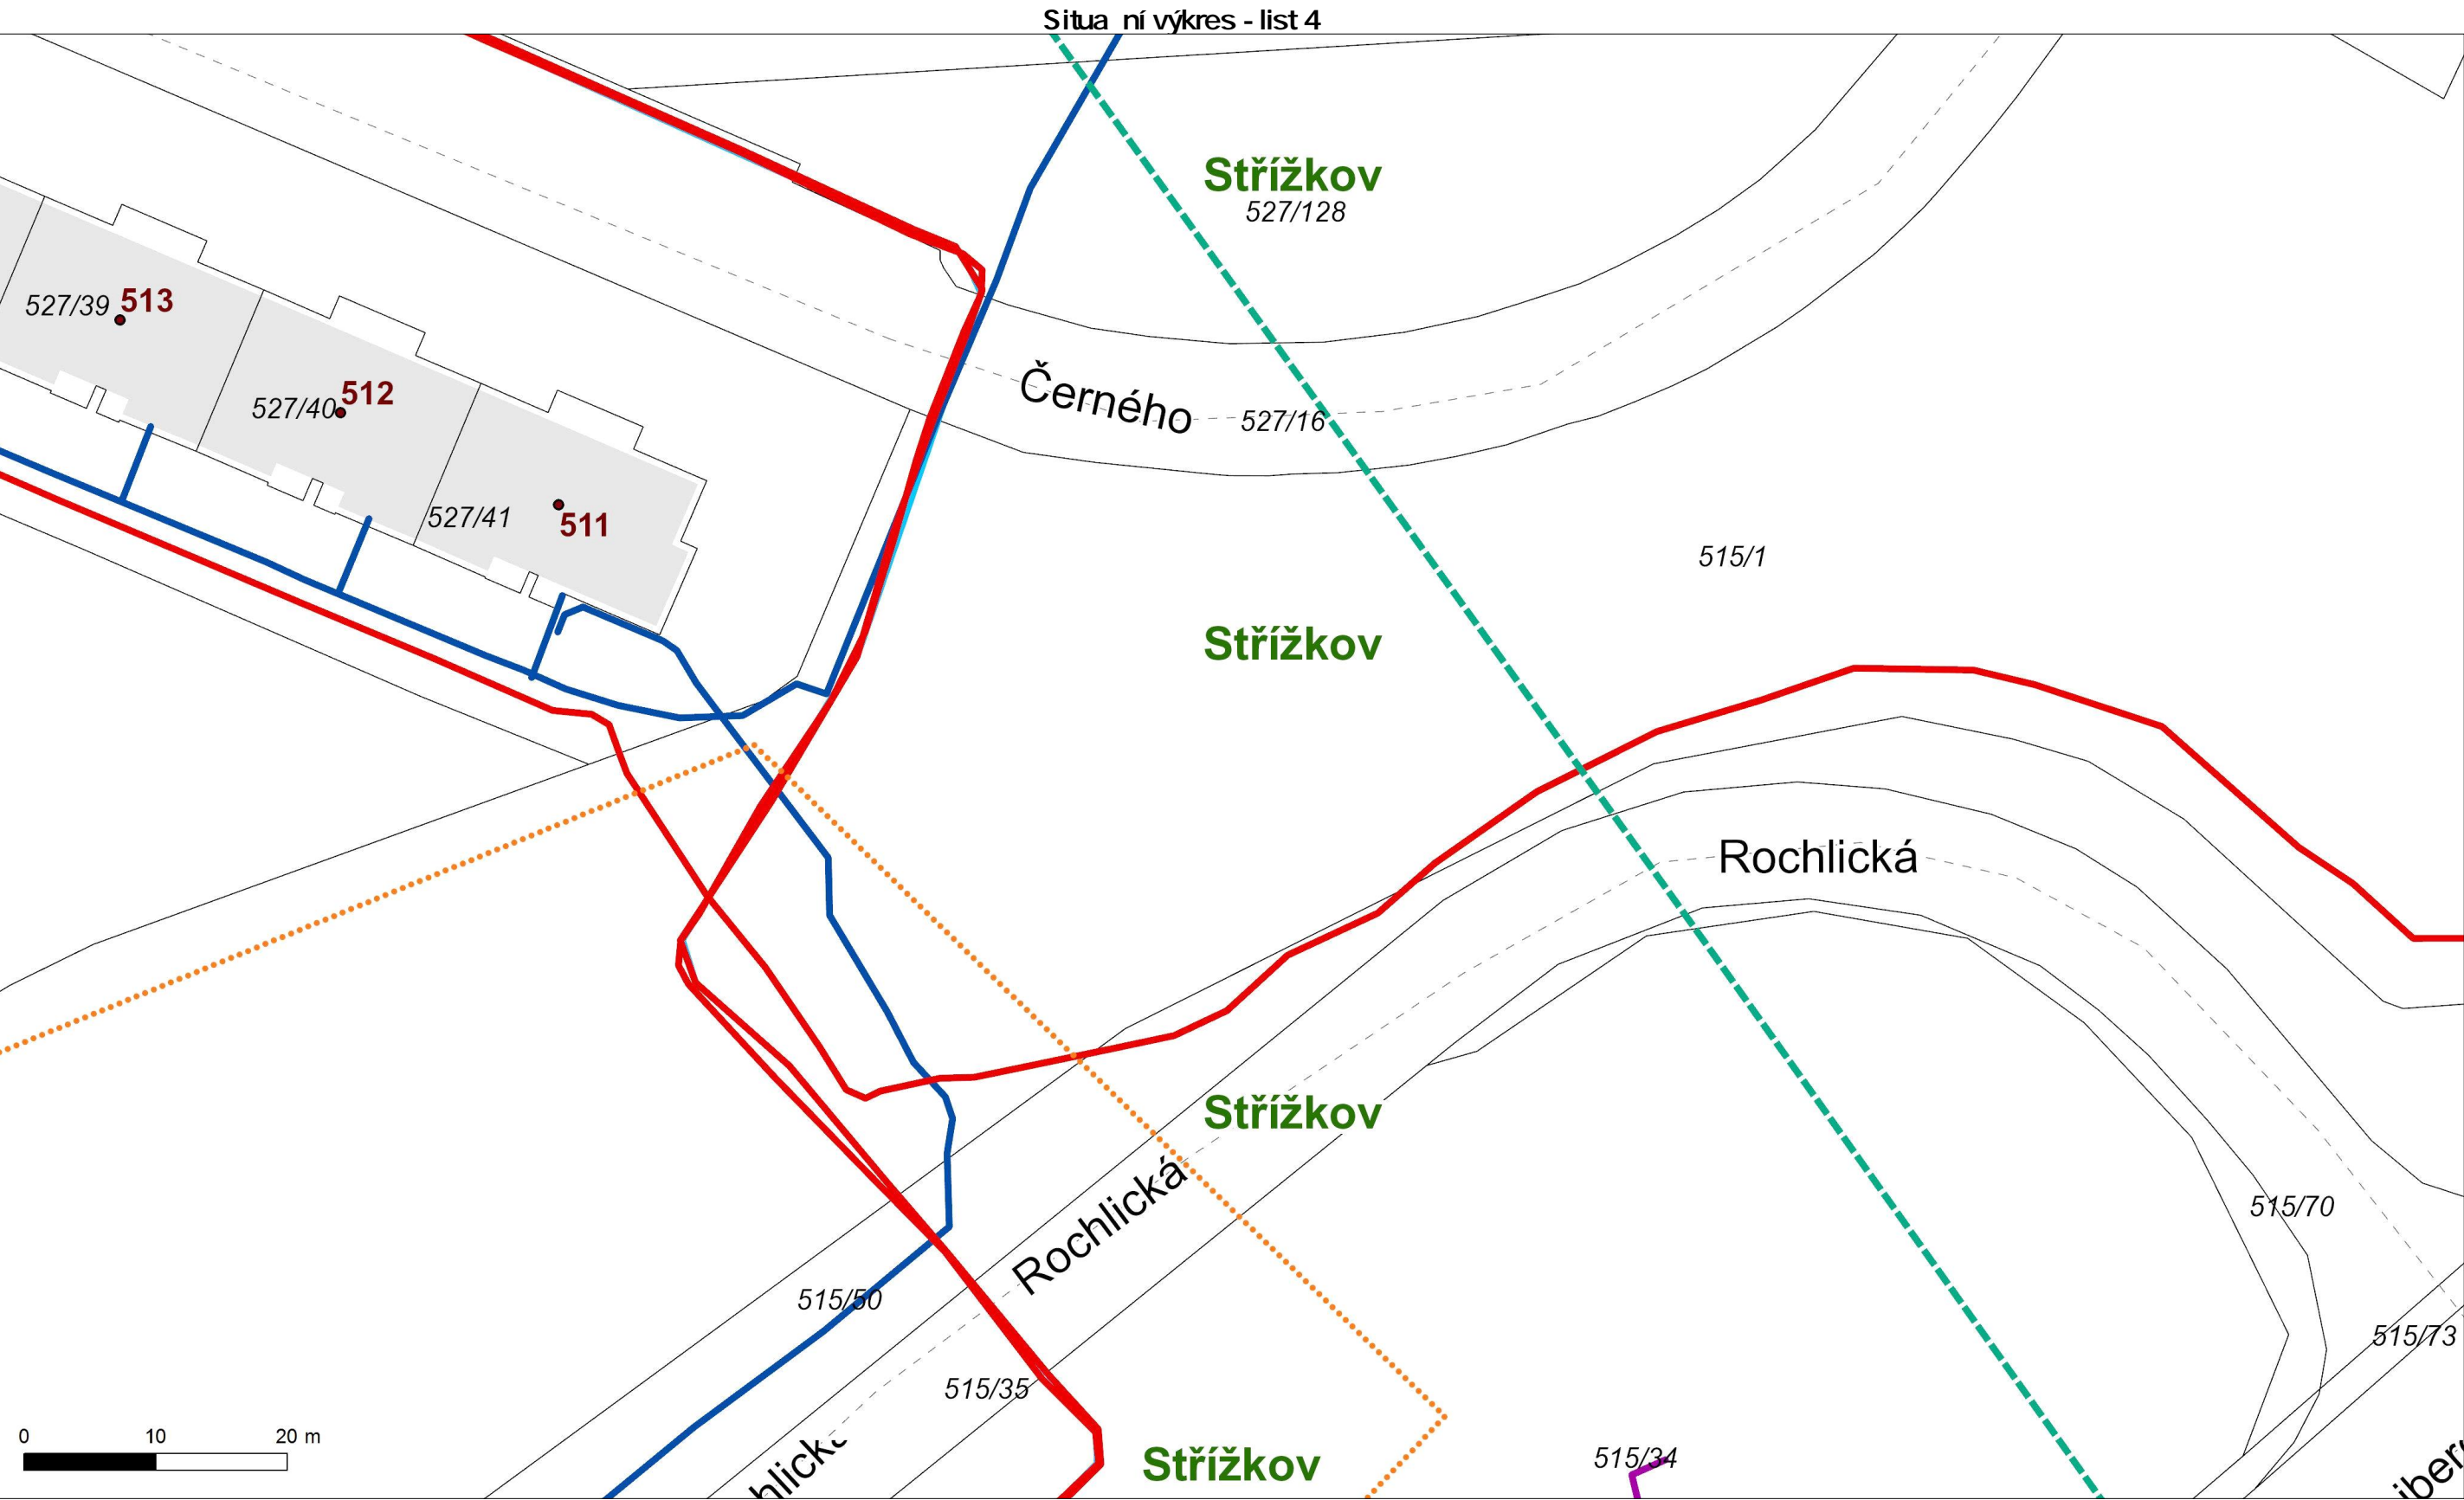 Situa ní výkres - list 4
Střížkov
527/128
527/39
513
527/40
512
Černého
527/16
527/41
511
515/1
Střížkov
Rochlická
Střížkov
Rochlická
515/70
515/50
515/73
515/35
0 10 20 m
Střížkov
515/34